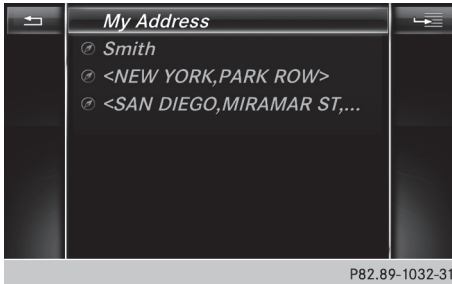 My Address
Smith
<NEW YORK,PARK ROW>
<SAN DIEGO,MIRAMAR ST,...
P82.89-1032-31